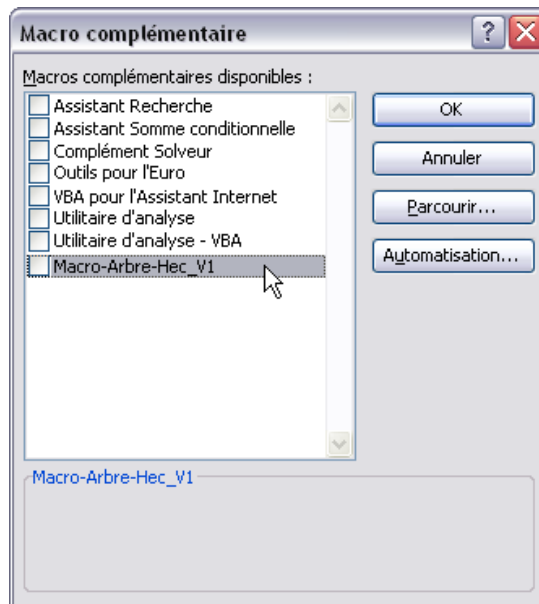 Macro complémentaire
Macros complémentaires disponibles :
Assistant Recherche
Assistant Somme conditionnelle
Complément Solveur
Outils pour l'Euro
VBA pour l'Assistant Internet
Utilitaire d'analyse
Utilitaire d'analyse - VBA
Macro-Arbre-Hec_V1
OK
Annuler
Parcourir...
Automatisation...
Macro-Arbre-Hec_V1